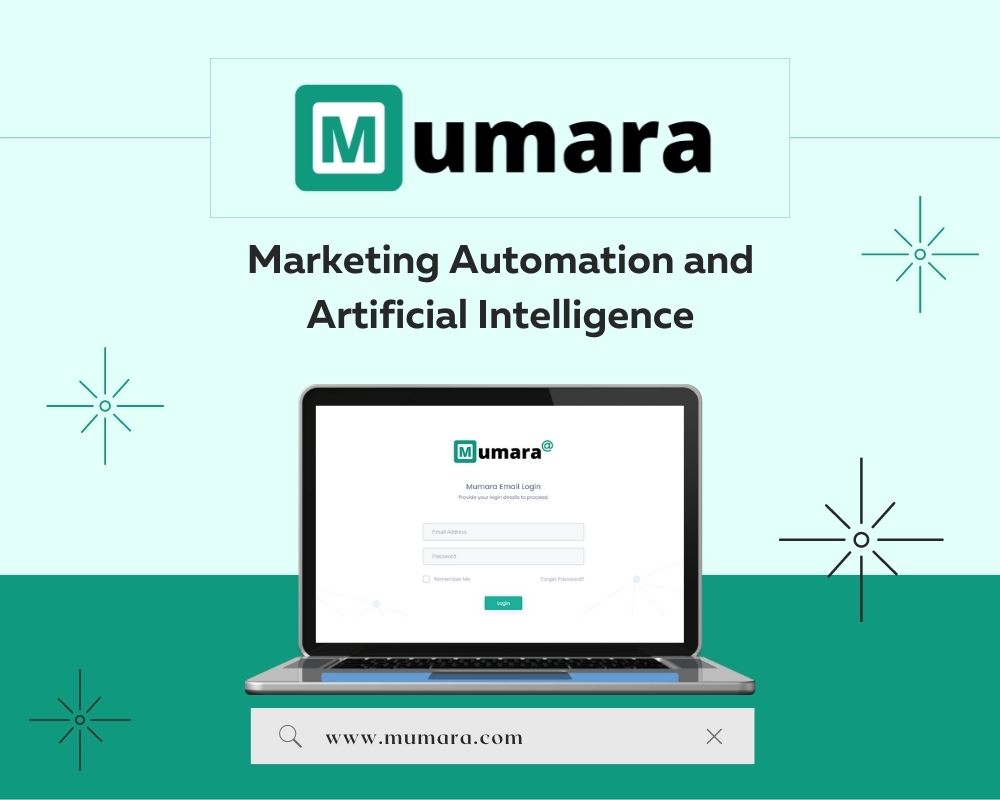 Mumara
Marketing Automation and
Artificial Intelligence
Mumara@
Mumara Email Login
Provide your login details to proceed.
Email Address
Password
Remember Me
Forget Password?
Login
www.mumara.com